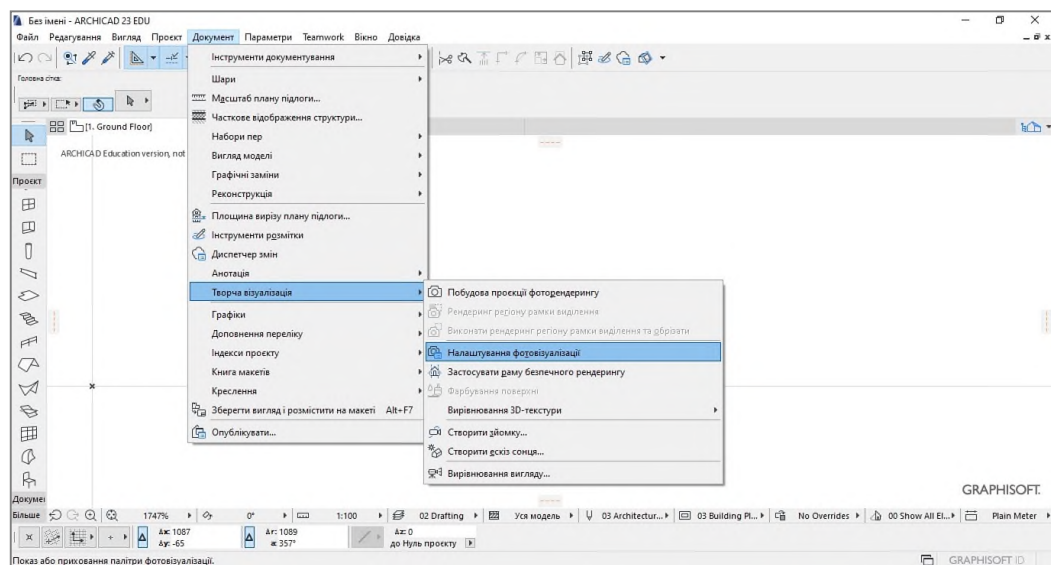 Без імені - ARCHICAD 23 EDU
Файл Редагування Вигляд Проєкт Документ Параметри Teamwork Вікно Довідка
Головна сітка:
[1. Ground Floor]
ARCHICAD Education version, not
Проєкт
Інструменти документування
Шари
Масштаб плану підлоги...
Часткове відображення структури...
Набори пер
Вигляд моделі
Графічні заміни
Реконструкція
Площина вирізу плану підлоги...
Інструменти розмітки
Диспетчер змін
Анотація
Творча візуалізація
Графіки
Доповнення переліку
Індекси проєкту
Книга макетів
Креслення
Зберегти вигляд і розмістити на макеті Alt+F7
Опублікувати...
Побудова проєкції фоторендерингу
Рендеринг регіону рамки виділення
Виконати рендеринг регіону рамки виділення та обрізати
Налаштування фотовізуалізації
Застосувати раму безпечного рендерингу
Фарбування поверхні
Вирівнювання 3D-текстури
Створити зйомку...
Створити ескіз сонця...
Вирівнювання вигляду...
GRAPHISOFT.
Докумен
Більше 1747% 0° 1:100 02 Drafting Уся модель 03 Architectur... 03 Building Pl... No Overrides 00 Show All El... Plain Meter
Δx: 1087 Δr: 1089 Δz: 0
Δy: -65 α: 357° до Нуль проєкту
Показ або приховання палітри фотовізуалізації.
GRAPHISOFT ID